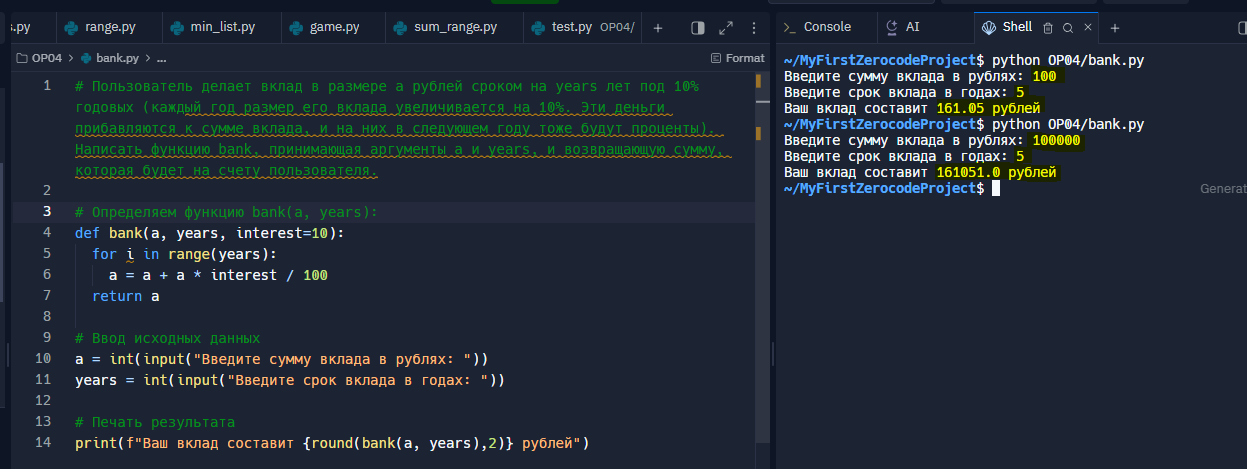 s.py range.py min_list.py game.py sum_range.py test.py OP04/
OP04 > bank.py > ... Format
1 # Пользователь делает вклад в размере a рублей сроком на years лет под 10%
годовых (каждый год размер его вклада увеличивается на 10%. Эти деньги
прибавляются к сумме вклада, и на них в следующем году тоже будут проценты).
Написать функцию bank, принимающая аргументы a и years, и возвращающую сумму,
которая будет на счету пользователя.
2
3 # Определяем функцию bank(a, years):
4 def bank(a, years, interest=10):
5 for i in range(years):
6 a = a + a * interest / 100
7 return a
8
9 # Ввод исходных данных
10 a = int(input("Введите сумму вклада в рублях: "))
11 years = int(input("Введите срок вклада в годах: "))
12
13 # Печать результата
14 print(f"Ваш вклад составит {round(bank(a, years),2)} рублей")
Console AI Shell
~/MyFirstZerocodeProject$ python OP04/bank.py
Введите сумму вклада в рублях: 100
Введите срок вклада в годах: 5
Ваш вклад составит 161.05 рублей
~/MyFirstZerocodeProject$ python OP04/bank.py
Введите сумму вклада в рублях: 100000
Введите срок вклада в годах: 5
Ваш вклад составит 161051.0 рублей
~/MyFirstZerocodeProject$
Generat